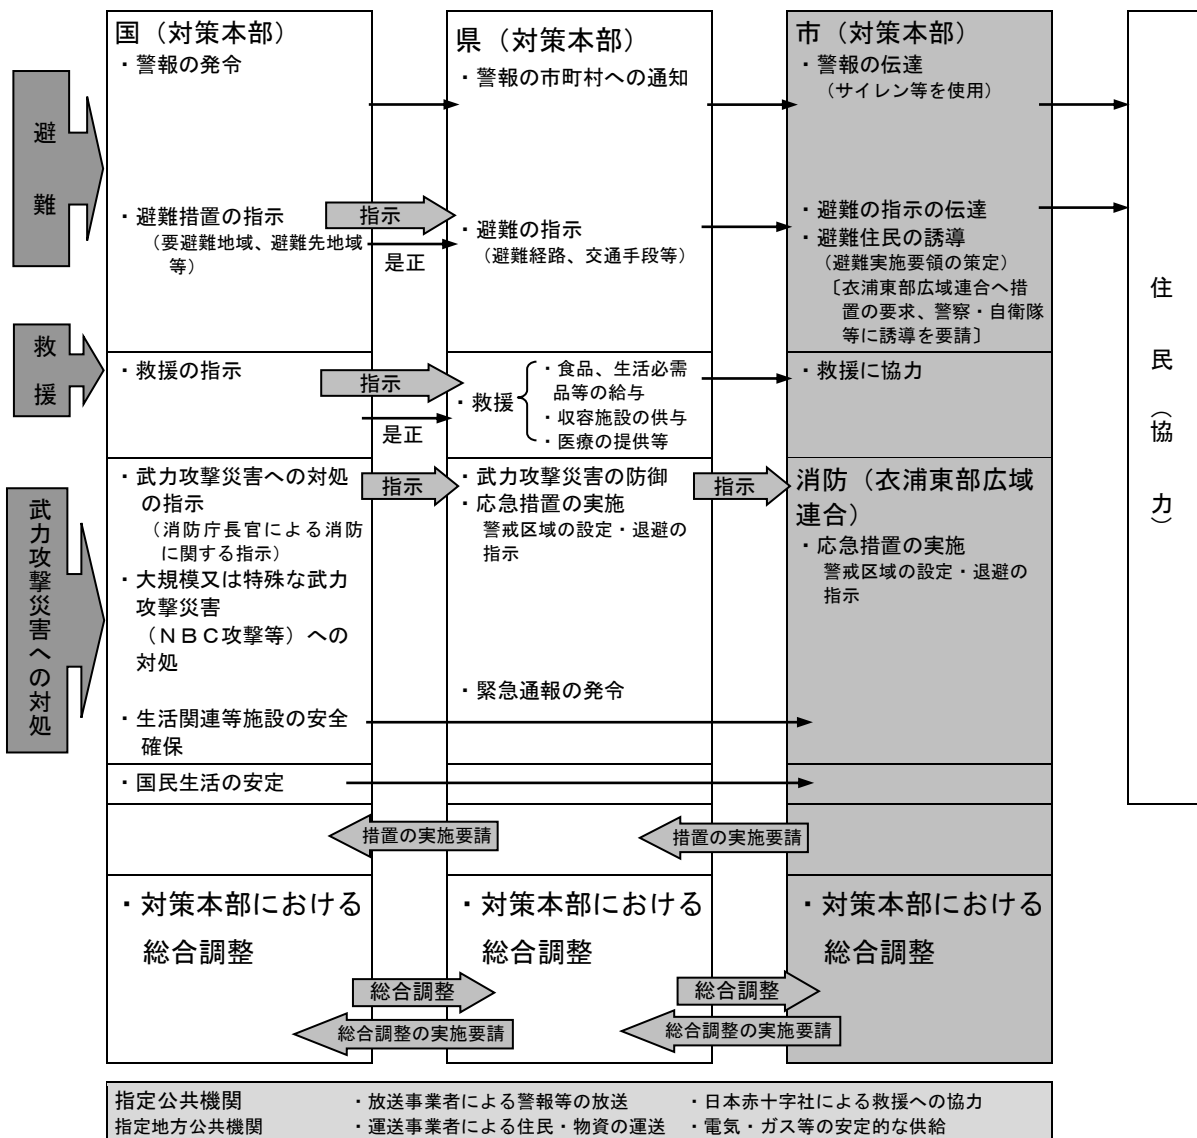 避
難
国（対策本部）
・警報の発令
・避難措置の指示
（要避難地域、避難先地域
等）
指示
是正
県（対策本部）
・警報の市町村への通知
・避難の指示
（避難経路、交通手段等）
市（対策本部）
・警報の伝達
（サイレン等を使用）
・避難の指示の伝達
・避難住民の誘導
（避難実施要領の策定）
〔衣浦東部広域連合へ措
置の要求、警察・自衛隊
等に誘導を要請〕
住民（協力）
救
援
・救援の指示
指示
是正
・救援
・食品、生活必需
品等の給与
・収容施設の供与
・医療の提供等
・救援に協力
武力攻撃災害への対処
・武力攻撃災害への対処
の指示
（消防庁長官による消防
に関する指示）
・大規模又は特殊な武力
攻撃災害
（ＮＢＣ攻撃等）への
対処
・生活関連等施設の安全
確保
指示
・武力攻撃災害の防御
・応急措置の実施
警戒区域の設定・退避の
指示
・緊急通報の発令
指示
消防（衣浦東部広域
連合）
・応急措置の実施
警戒区域の設定・退避の
指示
・国民生活の安定
措置の実施要請
措置の実施要請
・対策本部における
総合調整
・対策本部における
総合調整
・対策本部における
総合調整
総合調整
総合調整
総合調整の実施要請
総合調整の実施要請
指定公共機関
・放送事業者による警報等の放送
・日本赤十字社による救援への協力
指定地方公共機関
・運送事業者による住民・物資の運送
・電気・ガス等の安定的な供給